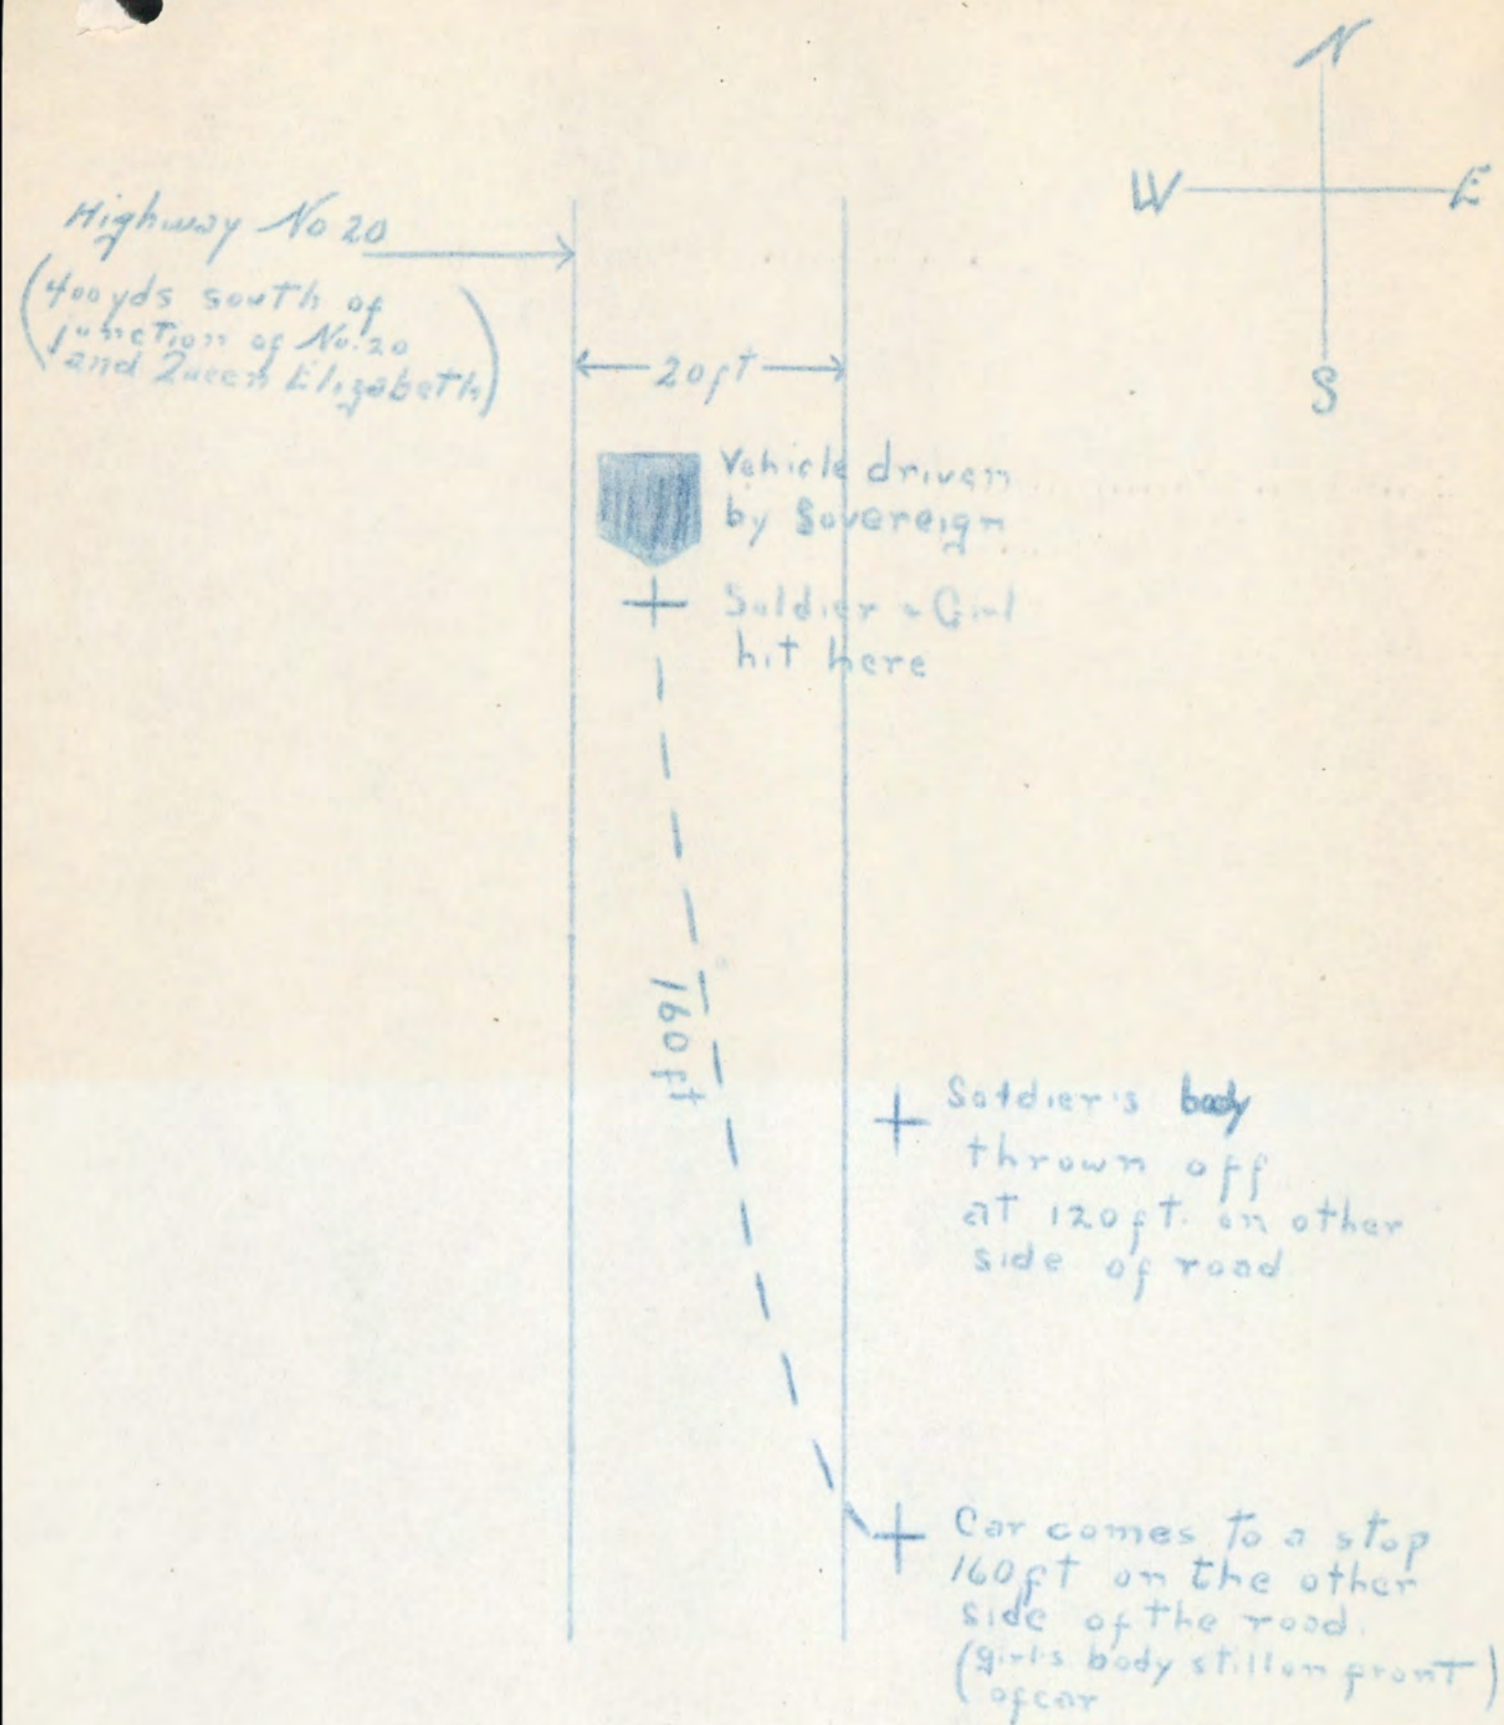 N
W E
S
Highway No 20
(400 yds south of
junction of No. 20
and Queen Elizabeth)
20 ft
Vehicle driven
by Sovereign
Soldier & Girl
hit here
160 ft
Soldier's body
thrown off
at 120 ft. on other
side of road
Car comes to a stop
160 ft on the other
side of the road.
(girl's body still on front)
of car